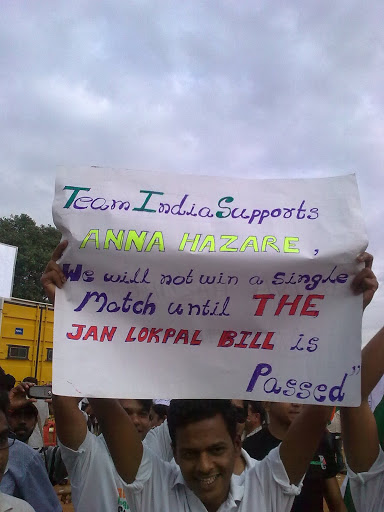 Team India Supports
ANNA HAZARE,
We will not win a single
Match until THE
JAN LOKPAL BILL is
Passed"